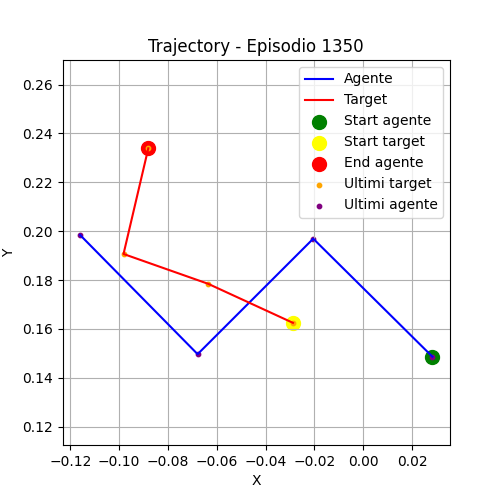 Trajectory - Episodio 1350
Agente
Target
Start agente
Start target
End agente
Ultimi target
Ultimi agente
Y
0.26
0.24
0.22
0.20
0.18
0.16
0.14
0.12
−0.12 −0.10 −0.08 −0.06 −0.04 −0.02 0.00 0.02
X